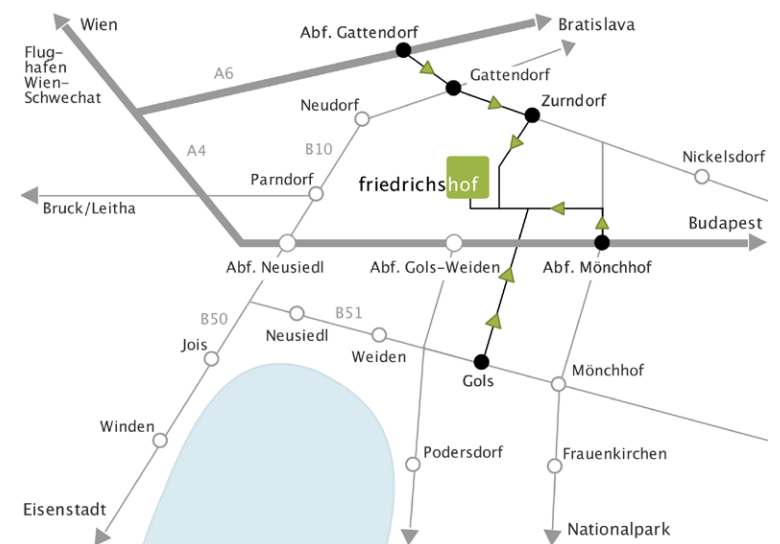 Wien
Abf. Gattendorf
Bratislava
Flug-
hafen
Wien-
Schwechat
A6
Gattendorf
Neudorf
Zurndorf
A4
B10
Nickelsdorf
Parndorf
friedrichshof
Bruck/Leitha
Budapest
Abf. Neusiedl
Abf. Gols-Weiden
Abf. Mönchhof
B50
B51
Neusiedl
Jois
Weiden
Gols
Mönchhof
Winden
Podersdorf
Frauenkirchen
Eisenstadt
Nationalpark